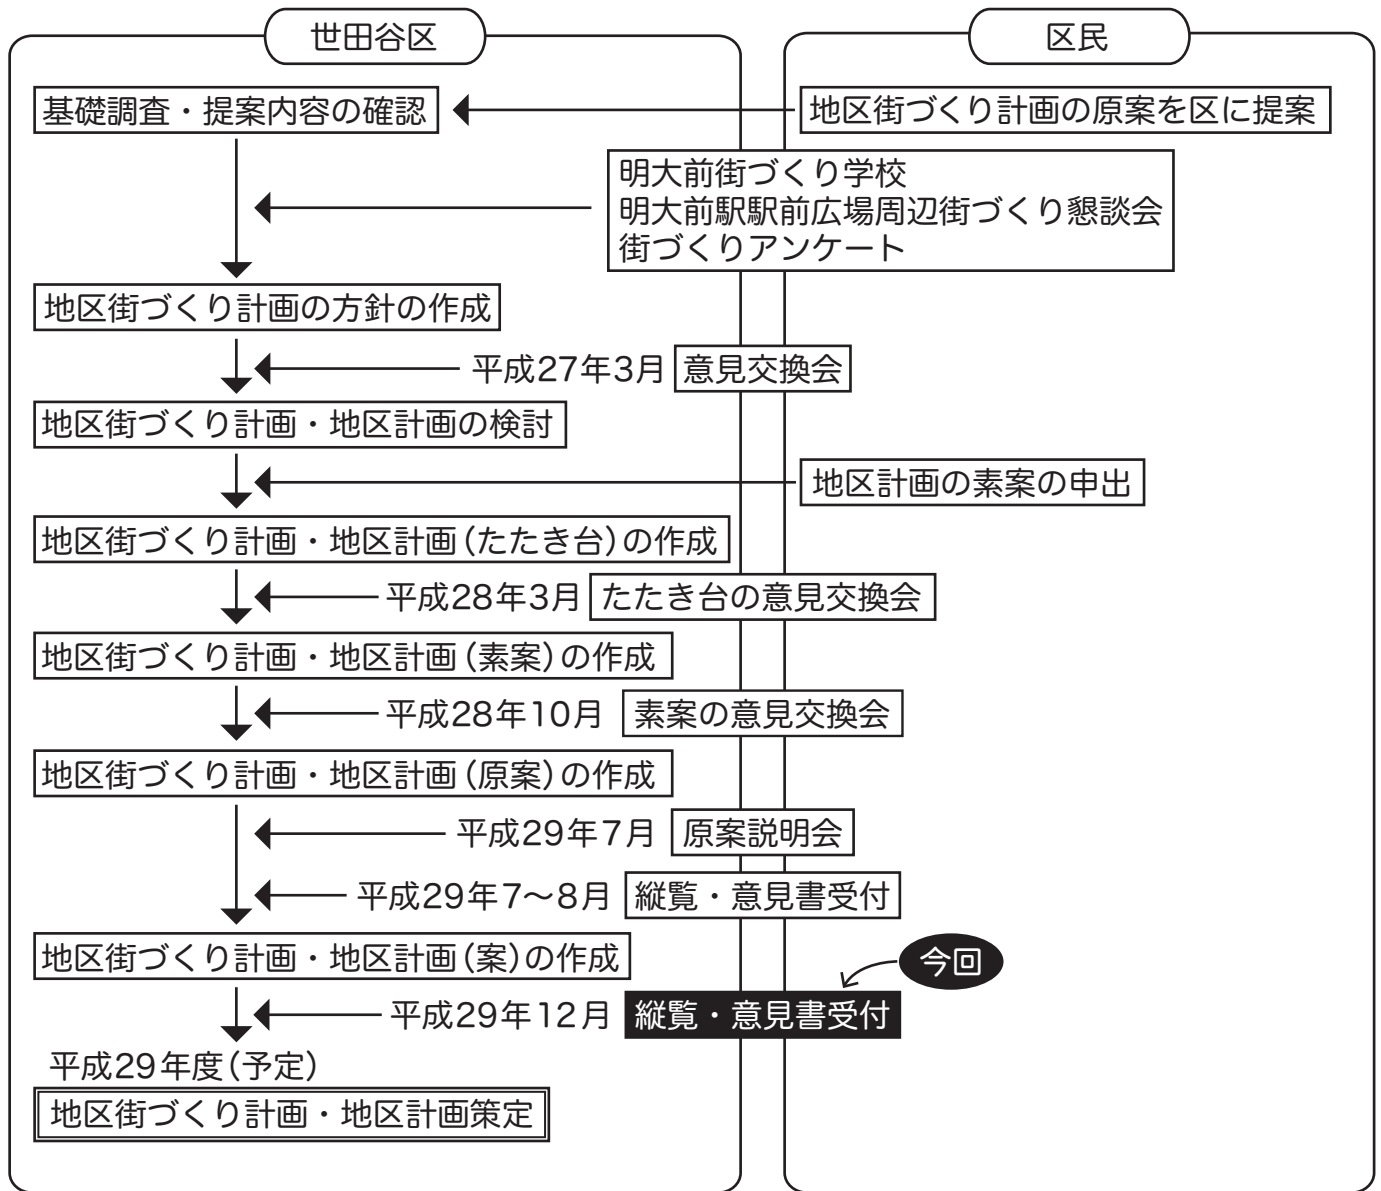 世田谷区
区民
基礎調査・提案内容の確認
地区街づくり計画の原案を区に提案
明大前街づくり学校
明大前駅駅前広場周辺街づくり懇談会
街づくりアンケート
地区街づくり計画の方針の作成
平成27年3月 意見交換会
地区街づくり計画・地区計画の検討
地区計画の素案の申出
地区街づくり計画・地区計画(たたき台)の作成
平成28年3月 たたき台の意見交換会
地区街づくり計画・地区計画(素案)の作成
平成28年10月 素案の意見交換会
地区街づくり計画・地区計画(原案)の作成
平成29年7月 原案説明会
平成29年7〜8月 縦覧・意見書受付
地区街づくり計画・地区計画(案)の作成
今回
平成29年12月 縦覧・意見書受付
平成29年度(予定)
地区街づくり計画・地区計画策定